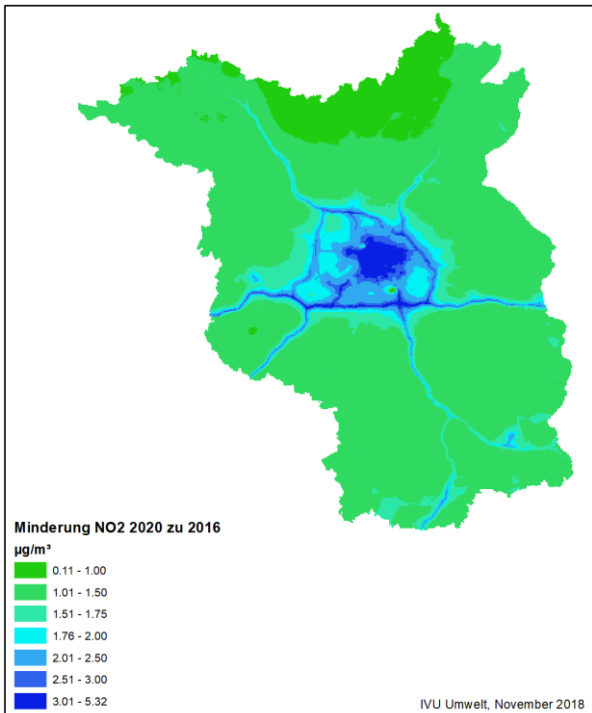 Minderung NO2 2020 zu 2016
µg/m³
0.11 - 1.00
1.01 - 1.50
1.51 - 1.75
1.76 - 2.00
2.01 - 2.50
2.51 - 3.00
3.01 - 5.32
IVU Umwelt, November 2018